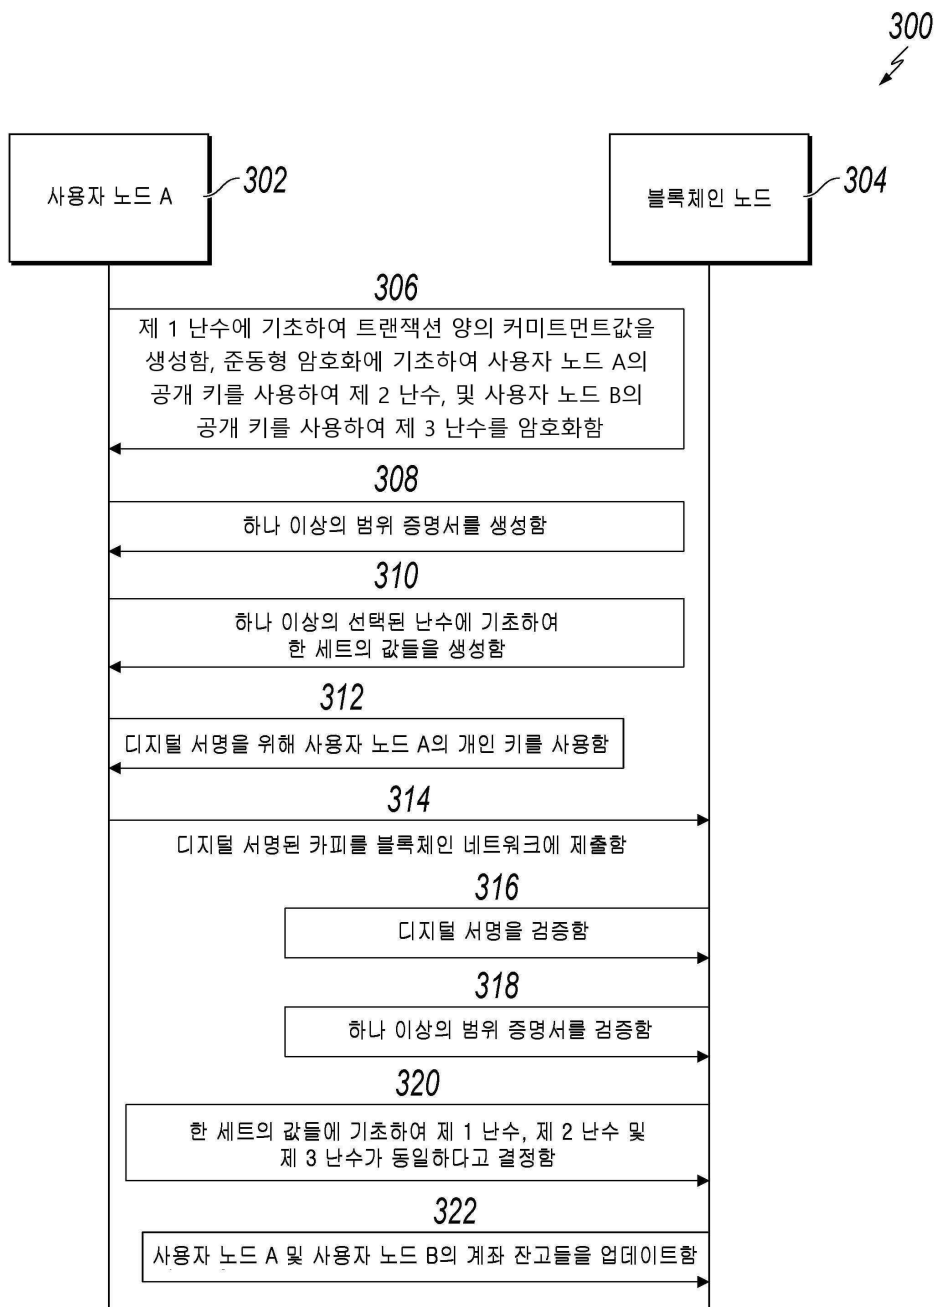 300
사용자 노드 A
302
블록체인 노드
304
306
제 1 난수에 기초하여 트랜잭션 양의 커미트먼트값을
생성함, 준동형 암호화에 기초하여 사용자 노드 A의
공개 키를 사용하여 제 2 난수, 및 사용자 노드 B의
공개 키를 사용하여 제 3 난수를 암호화함
308
하나 이상의 범위 증명서를 생성함
310
하나 이상의 선택된 난수에 기초하여
한 세트의 값들을 생성함
312
디지털 서명을 위해 사용자 노드 A의 개인 키를 사용함
314
디지털 서명된 카피를 블록체인 네트워크에 제출함
316
디지털 서명을 검증함
318
하나 이상의 범위 증명서를 검증함
320
한 세트의 값들에 기초하여 제 1 난수, 제 2 난수 및
제 3 난수가 동일하다고 결정함
322
사용자 노드 A 및 사용자 노드 B의 계좌 잔고들을 업데이트함